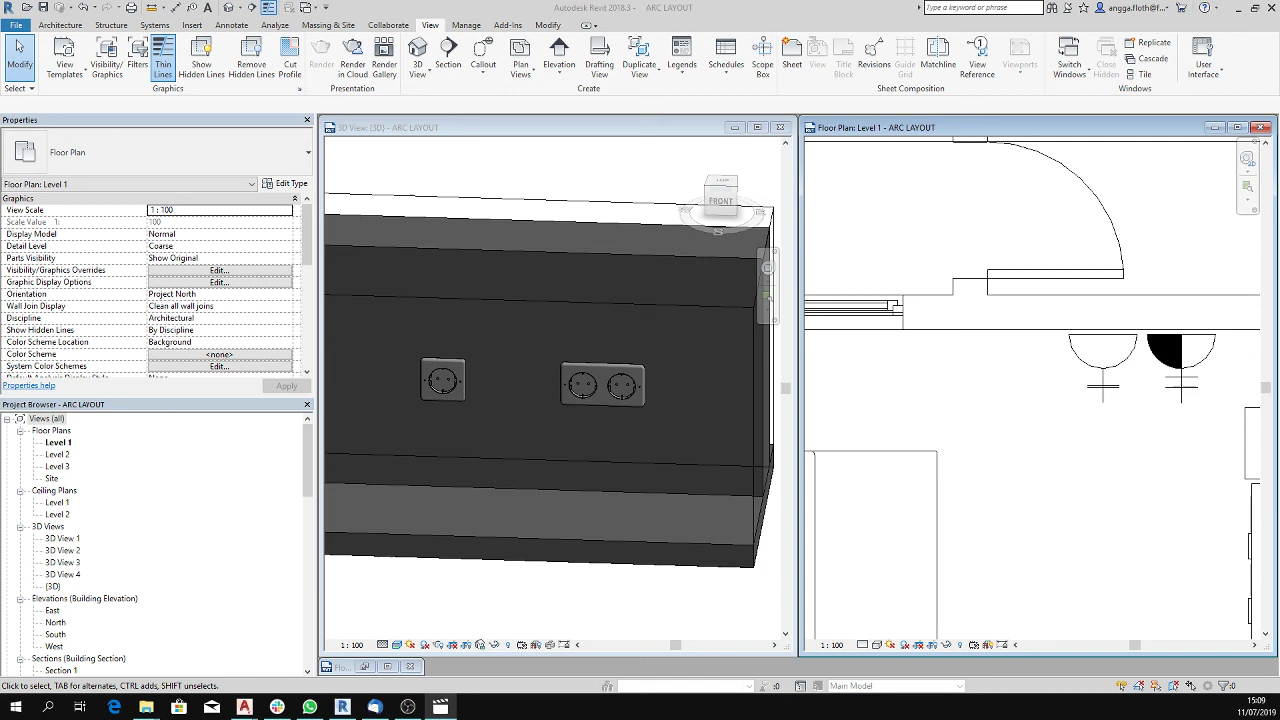 Autodesk Revit 2018.3 - ARC LAYOUT
Type a keyword or phrase
angga.floth@f...
File Architecture Structure Systems Insert Annotate Analyze Massing & Site Collaborate View Manage Add-Ins Modify
Modify
View Templates
Visibility/ Graphics
Filters
Thin Lines
Show Hidden Lines
Remove Hidden Lines
Cut Profile
Render
Render in Cloud
Render Gallery
3D View
Section
Callout
Plan Views
Elevation
Drafting View
Duplicate View
Legends
Schedules
Scope Box
Sheet
View
Title Block
Revisions
Guide Grid
Matchline
View Reference
Viewports
Switch Windows
Close Hidden
Replicate
Cascade
Tile
User Interface
Select
Graphics
Presentation
Create
Sheet Composition
Windows
Properties
Floor Plan
Floor Plan: Level 1
Edit Type
Graphics
View Scale 1 : 100
Scale Value 1: 100
Display Model Normal
Detail Level Coarse
Parts Visibility Show Original
Visibility/Graphics Overrides Edit...
Graphic Display Options Edit...
Orientation Project North
Wall Join Display Clean all wall joins
Discipline Architectural
Show Hidden Lines By Discipline
Color Scheme Location Background
Color Scheme <none>
System Color Schemes Edit...
Properties help
Apply
Project Browser - ARC LAYOUT
Views (all)
Floor Plans
Level 1
Level 2
Level 3
Site
Ceiling Plans
Level 1
Level 2
3D Views
3D View 1
3D View 2
3D View 3
3D View 4
{3D}
Elevations (Building Elevation)
East
North
South
West
Sections (Building Section)
Section 1
3D View: {3D} - ARC LAYOUT
FRONT
S
1 : 100
Flo...
Floor Plan: Level 1 - ARC LAYOUT
1 : 100
Click to select, TAB for alternates, CTRL adds, SHIFT unselects.
:0
Main Model
:0
15:09
11/07/2019